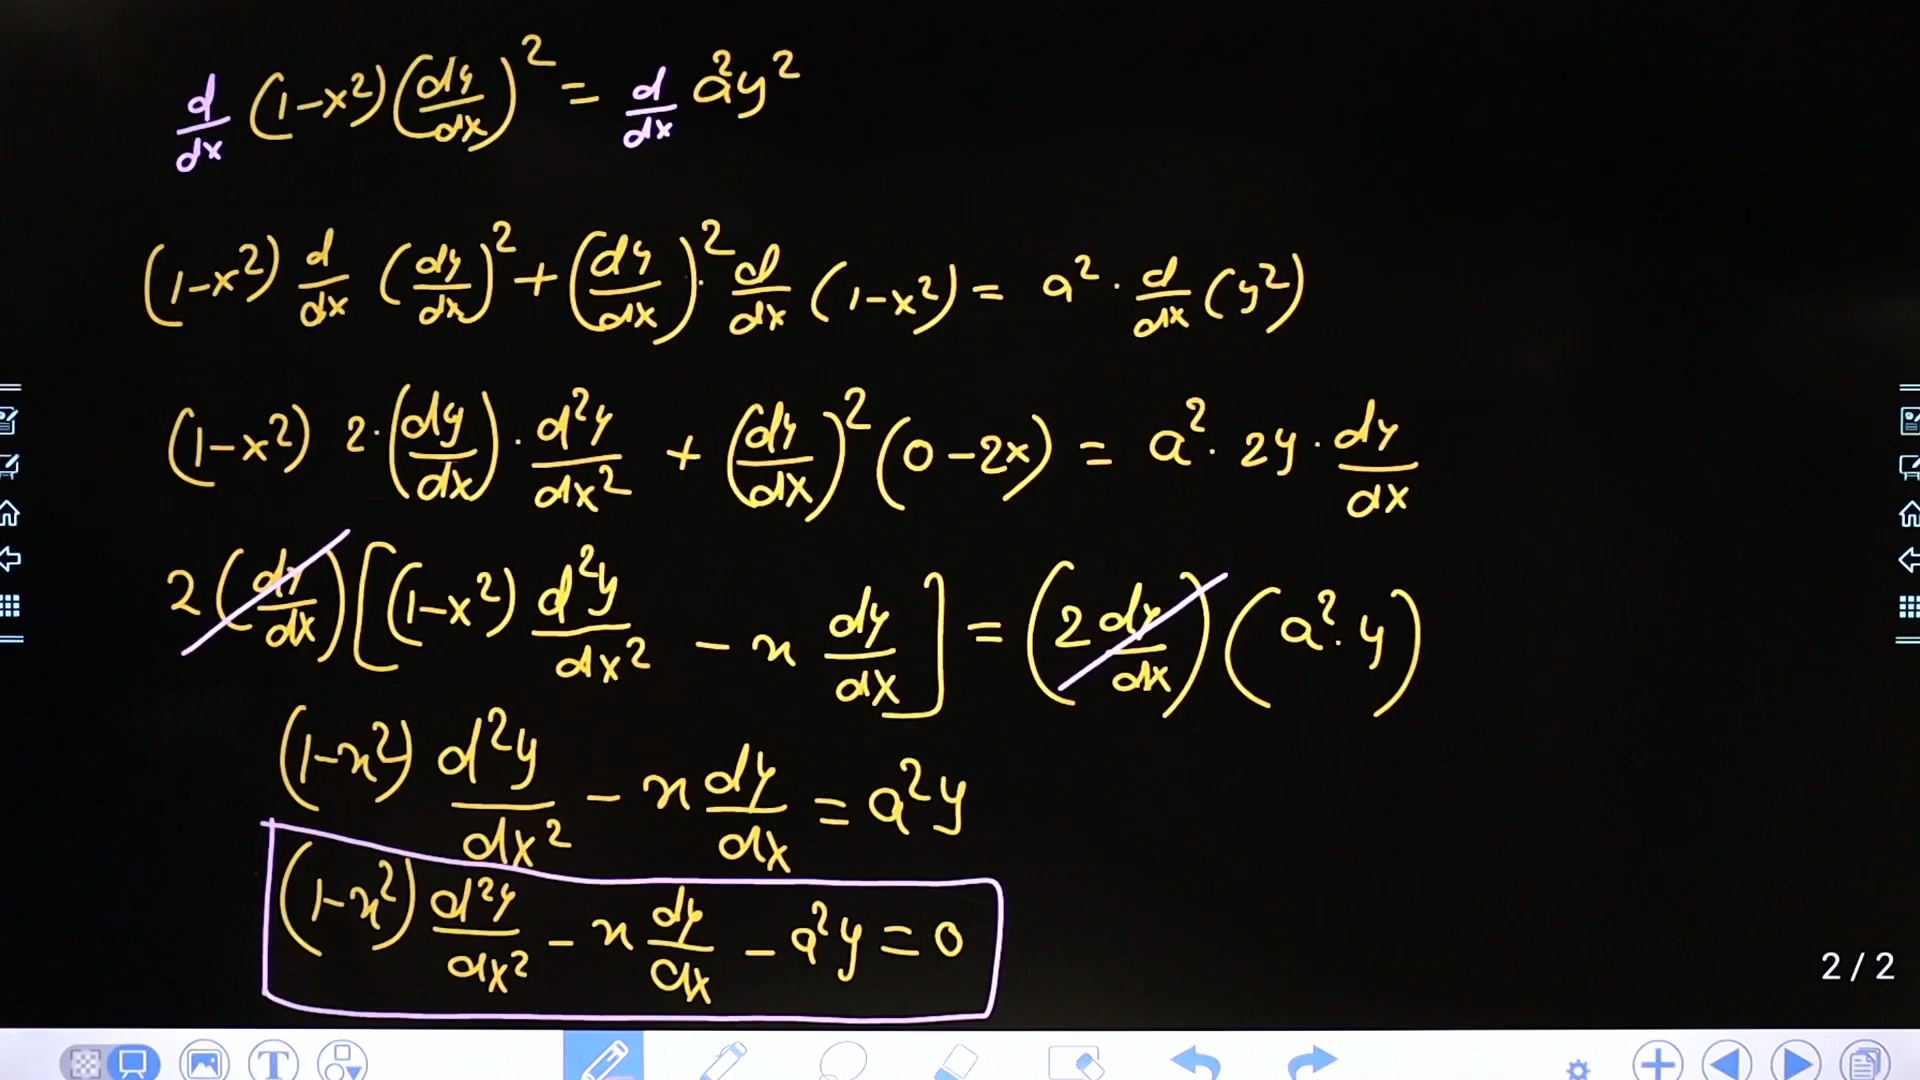 d/dx (1-x²)(dy/dx)² = d/dx a²y²
(1-x²) d/dx (dy/dx)² + (dy/dx)² · d/dx (1-x²) = a² · d/dx (y²)
(1-x²) 2·(dy/dx) · d²y/dx² + (dy/dx)² (0-2x) = a² · 2y · dy/dx
2(dy/dx) [(1-x²) d²y/dx² - x dy/dx] = (2 dy/dx) (a² · y)
(1-x²) d²y/dx² - x dy/dx = a²y
(1-x²) d²y/dx² - x dy/dx - a²y = 0
2 / 2
T